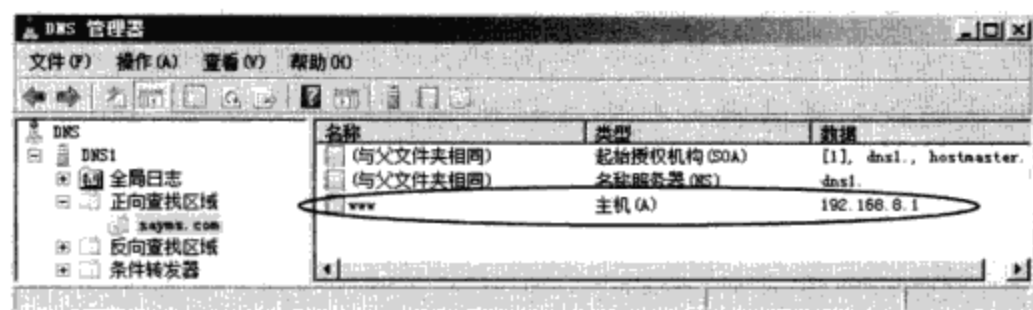 DNS 管理器
文件(F) 操作(A) 查看(V) 帮助(H)
DNS
DNS1
全局日志
正向查找区域
sayms.com
反向查找区域
条件转发器
名称 类型 数据
(与父文件夹相同) 起始授权机构(SOA) [1], dns1., hostmaster.
(与父文件夹相同) 名称服务器(NS) dns1.
www 主机(A) 192.168.8.1